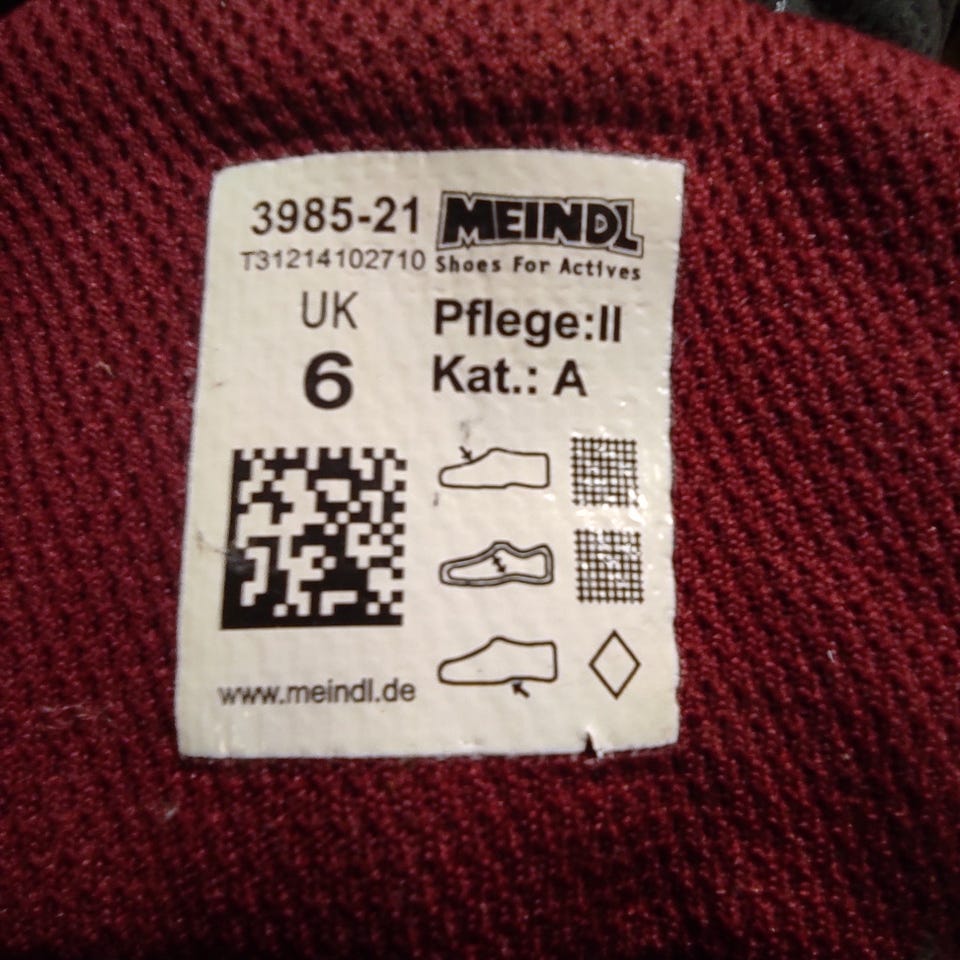 3985-21
T31214102710
MEINDL
Shoes For Actives
UK
6
Pflege:II
Kat.: A
www.meindl.de